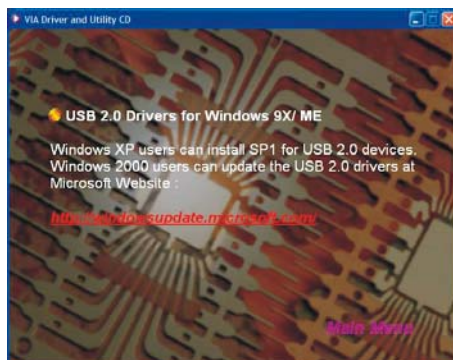 VIA Driver and Utility CD
USB 2.0 Drivers for Windows 9X/ ME
Windows XP users can install SP1 for USB 2.0 devices.
Windows 2000 users can update the USB 2.0 drivers at
Microsoft Website :
http://windowsupdate.microsoft.com/
Main Menu